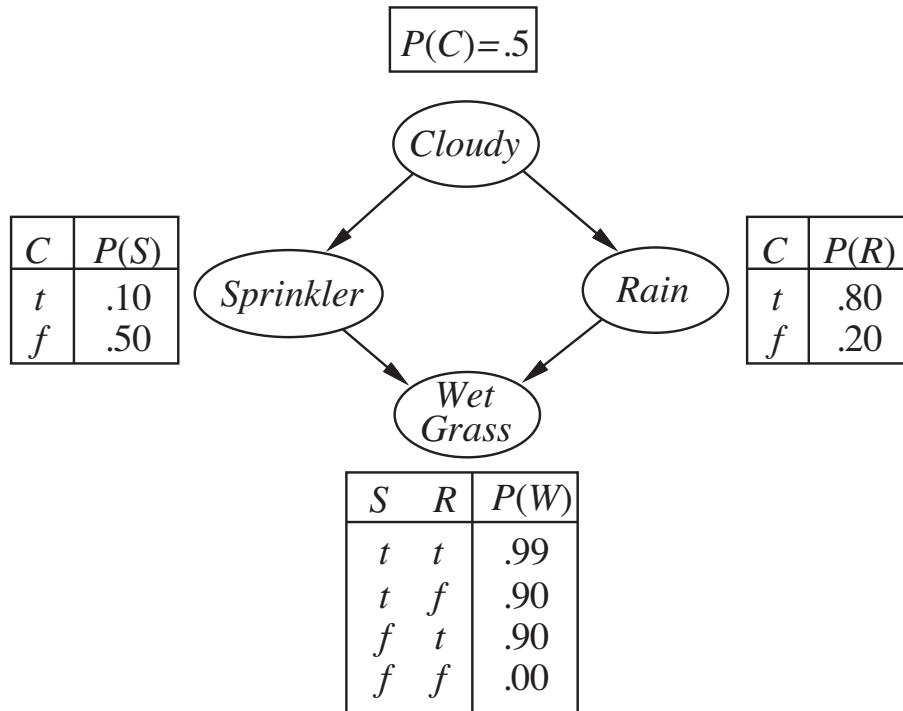 P(C)=.5
Cloudy
C P(S)
t .10
f .50
Sprinkler
Rain
C P(R)
t .80
f .20
Wet
Grass
S R P(W)
t t .99
t f .90
f t .90
f f .00